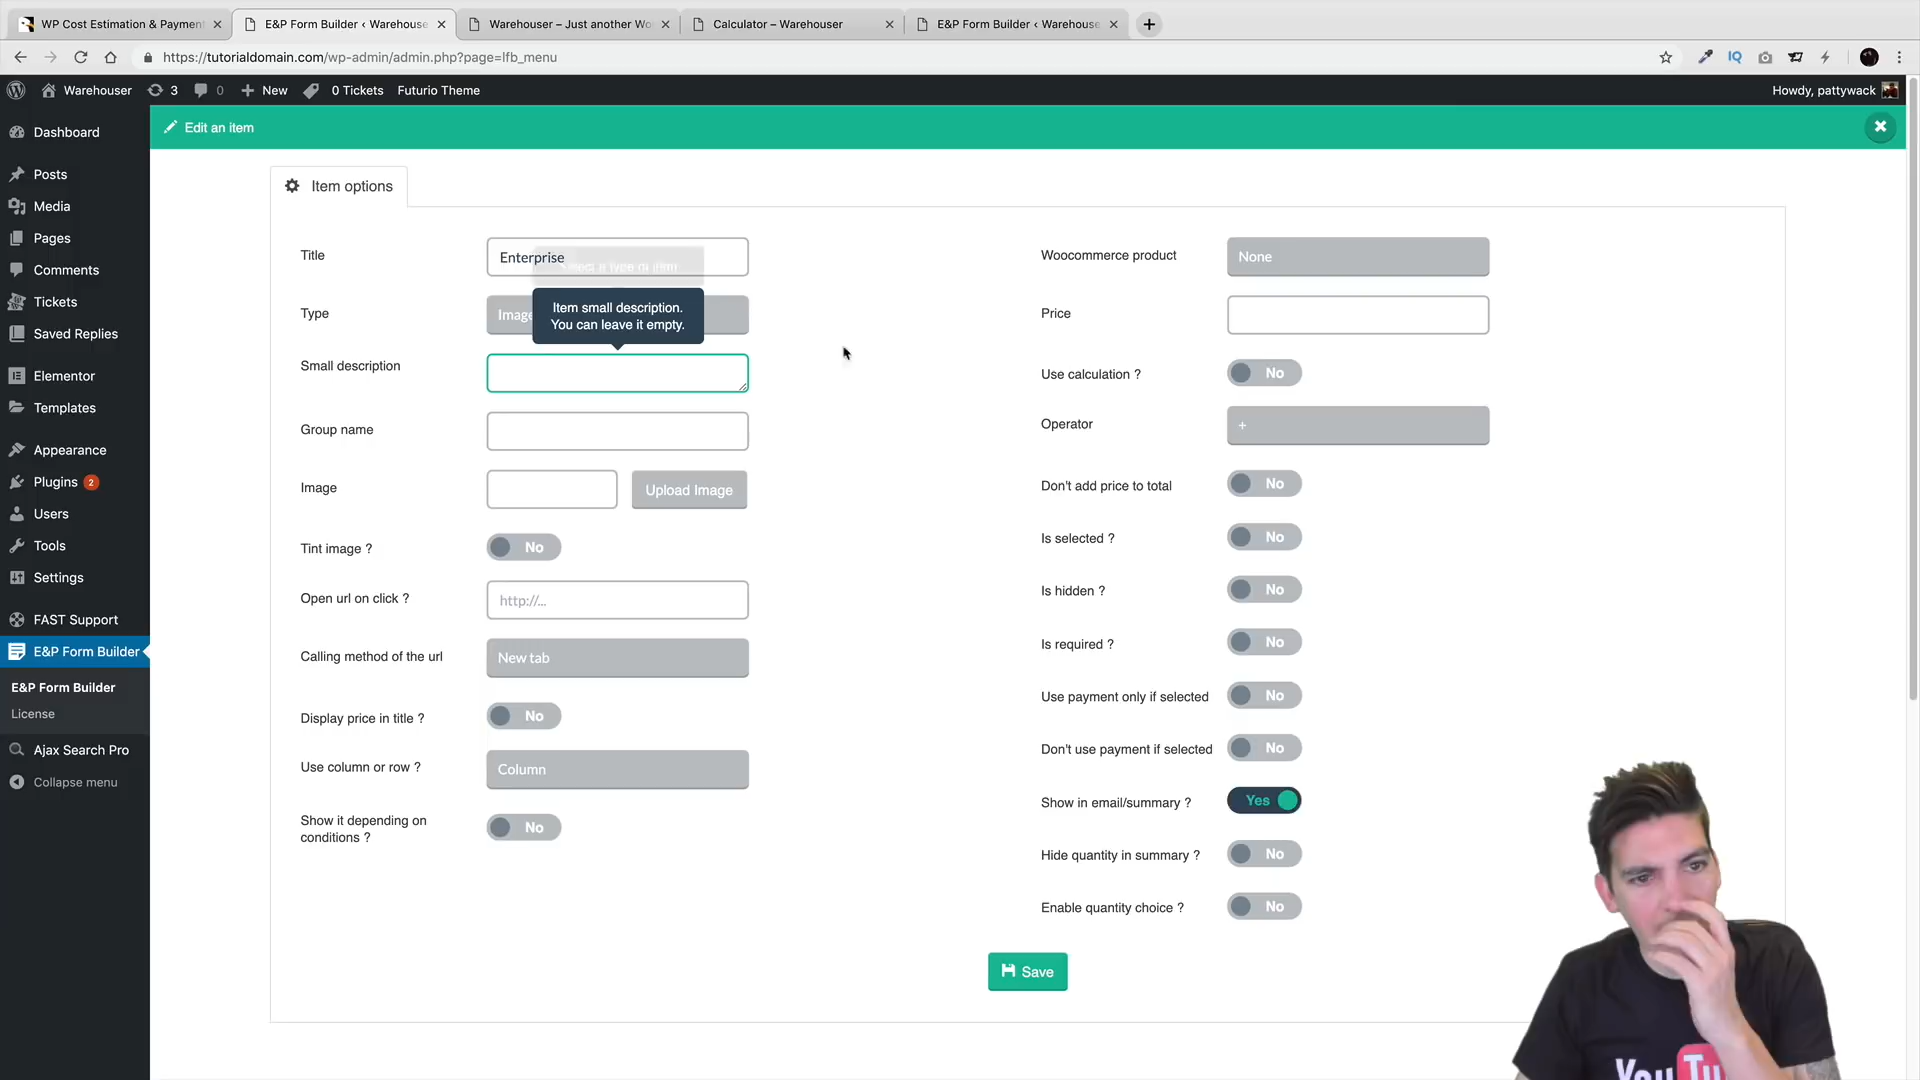 WP Cost Estimation & Payment
E&P Form Builder ‹ Warehouse
Warehouser – Just another Wo
Calculator – Warehouser
E&P Form Builder ‹ Warehouse
https://tutorialdomain.com/wp-admin/admin.php?page=lfb_menu
IQ
Warehouser
3
0
New
0 Tickets
Futurio Theme
Howdy, pattywack
Dashboard
Posts
Media
Pages
Comments
Tickets
Saved Replies
Elementor
Templates
Appearance
Plugins 2
Users
Tools
Settings
FAST Support
E&P Form Builder
E&P Form Builder
License
Ajax Search Pro
Collapse menu
Edit an item
Item options
Title
Enterprise
Type
Image
Item small description.
You can leave it empty.
Small description
Group name
Image
Upload Image
Tint image ?
No
Open url on click ?
http://...
Calling method of the url
New tab
Display price in title ?
No
Use column or row ?
Column
Show it depending on
conditions ?
No
Woocommerce product
None
Price
Use calculation ?
No
Operator
+
Don't add price to total
No
Is selected ?
No
Is hidden ?
No
Is required ?
No
Use payment only if selected
No
Don't use payment if selected
No
Show in email/summary ?
Yes
Hide quantity in summary ?
No
Enable quantity choice ?
No
Save
You Tu